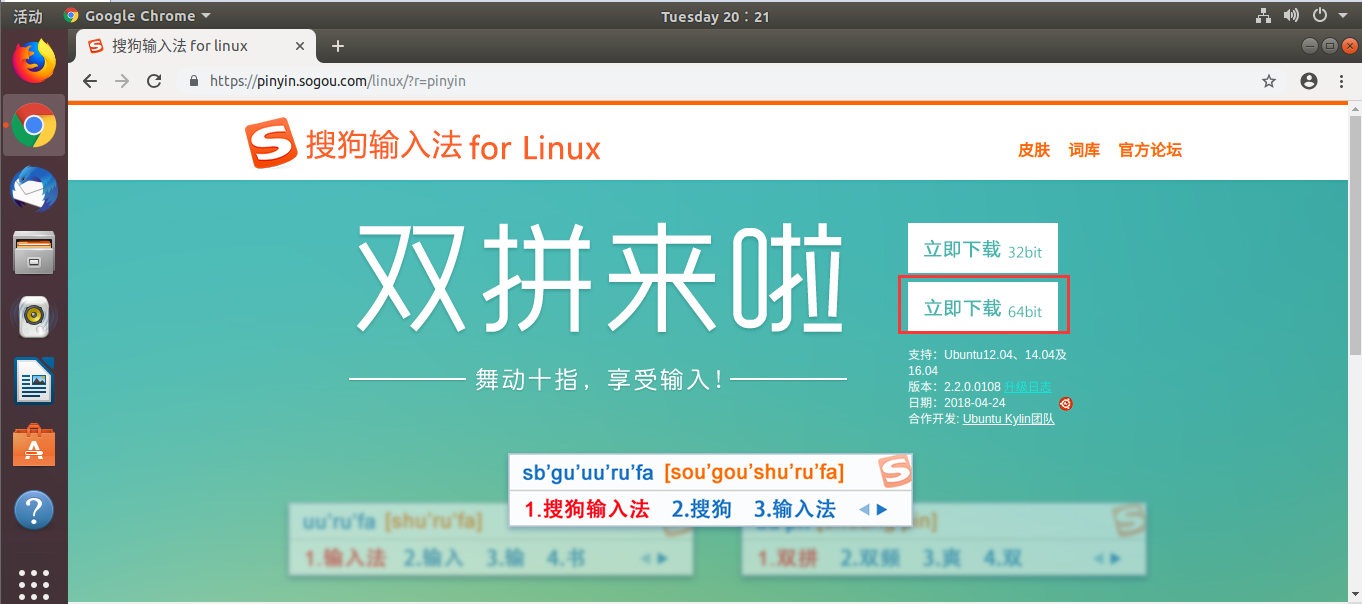 活动 Google Chrome Tuesday 20：21
搜狗输入法 for linux
https://pinyin.sogou.com/linux/?r=pinyin
搜狗输入法 for Linux
皮肤 词库 官方论坛
双拼来啦
舞动十指，享受输入！
立即下载 32bit
立即下载 64bit
支持：Ubuntu12.04、14.04及
16.04
版本：2.2.0.0108 升级日志
日期：2018-04-24
合作开发: Ubuntu Kylin团队
sb'gu'uu'ru'fa [sou'gou'shu'ru'fa]
1.搜狗输入法 2.搜狗 3.输入法
uu'ru'fa [shu'ru'fa]
1.输入法 2.输入 3.输 4.书
1.双拼 2.双频 3.爽 4.双